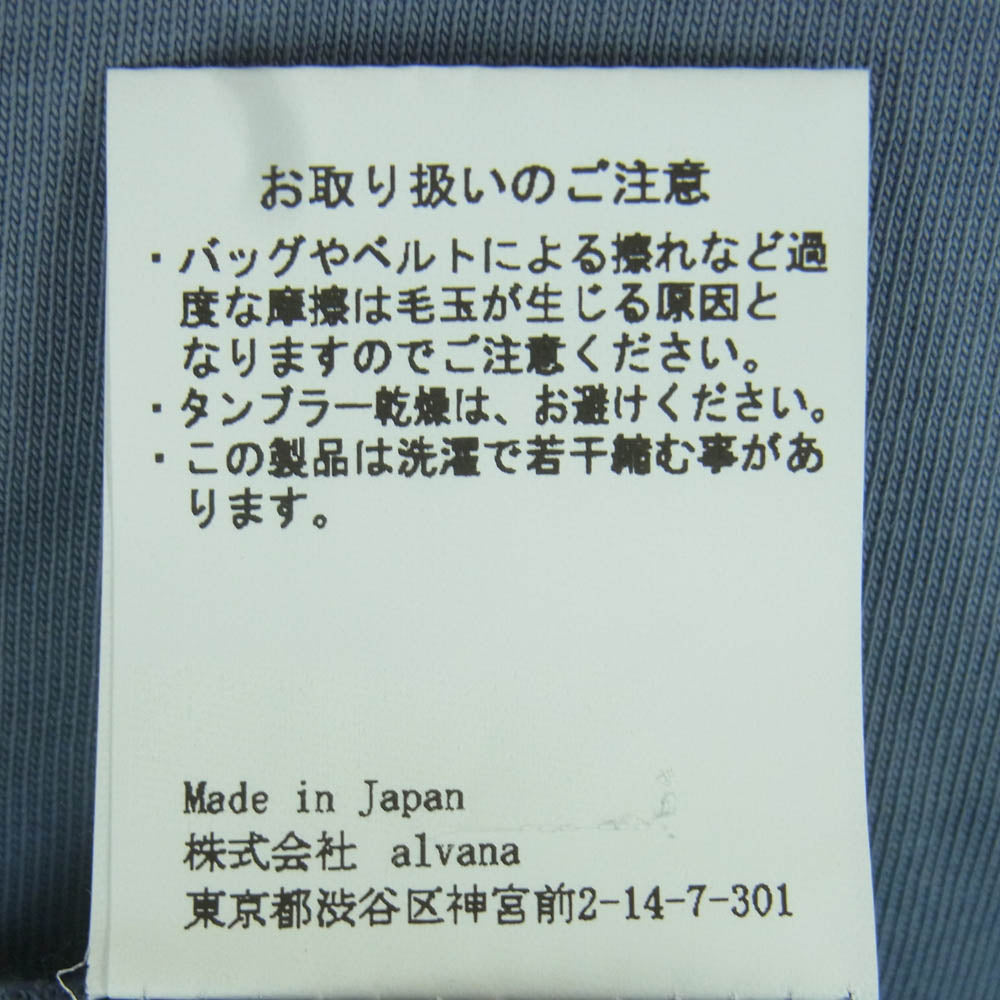 お取り扱いのご注意
・バッグやベルトによる擦れなど過
度な摩擦は毛玉が生じる原因と
なりますのでご注意ください。
・タンブラー乾燥は、お避けください。
・この製品は洗濯で若干縮む事があ
ります。
Made in Japan
株式会社 alvana
東京都渋谷区神宮前2-14-7-301